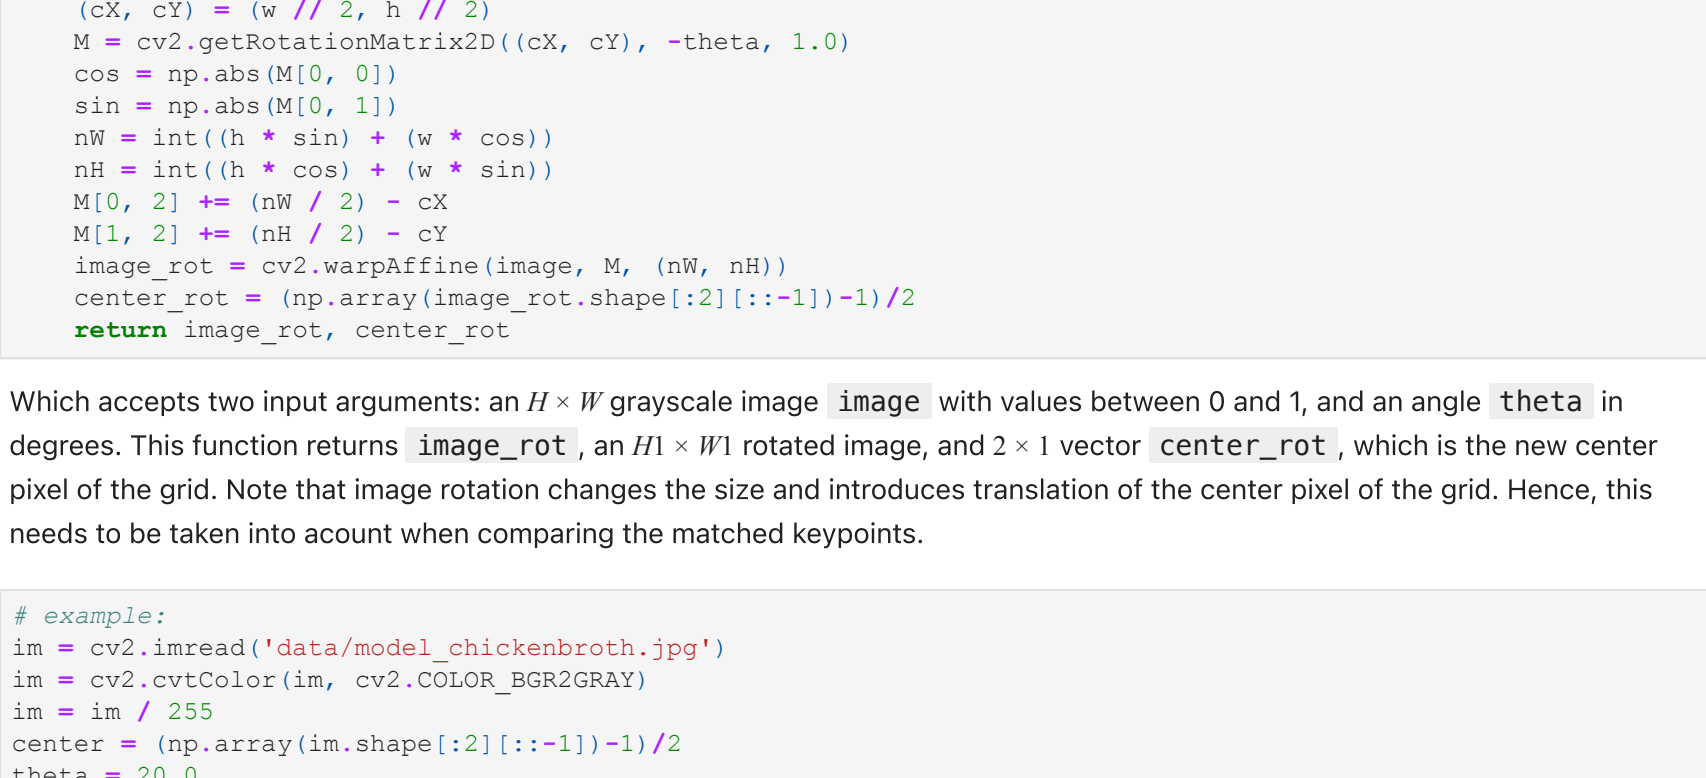 (cX, cY) = (w // 2, h // 2)
M = cv2.getRotationMatrix2D((cX, cY), -theta, 1.0)
cos = np.abs(M[0, 0])
sin = np.abs(M[0, 1])
nW = int((h * sin) + (w * cos))
nH = int((h * cos) + (w * sin))
M[0, 2] += (nW / 2) - cX
M[1, 2] += (nH / 2) - cY
image_rot = cv2.warpAffine(image, M, (nW, nH))
center_rot = (np.array(image_rot.shape[:2][::-1])-1)/2
return image_rot, center_rot
Which accepts two input arguments: an H × W grayscale image image with values between 0 and 1, and an angle theta in
degrees. This function returns image_rot , an H1 × W1 rotated image, and 2 × 1 vector center_rot , which is the new center
pixel of the grid. Note that image rotation changes the size and introduces translation of the center pixel of the grid. Hence, this
needs to be taken into acount when comparing the matched keypoints.
# example:
im = cv2.imread('data/model_chickenbroth.jpg')
im = cv2.cvtColor(im, cv2.COLOR_BGR2GRAY)
im = im / 255
center = (np.array(im.shape[:2][::-1])-1)/2
theta = 20.0